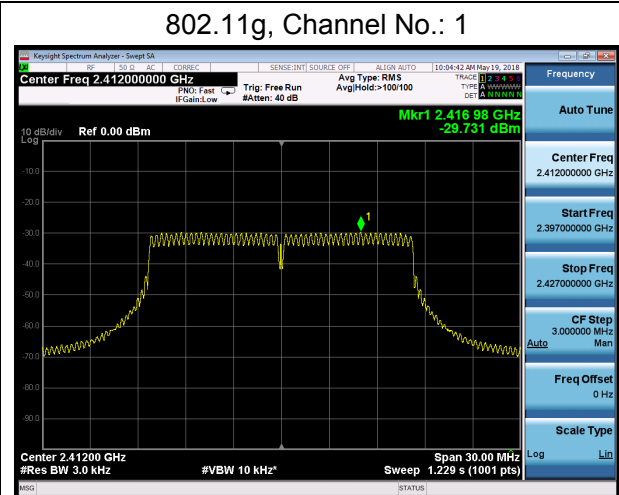 802.11g, Channel No.: 1
Keysight Spectrum Analyzer - Swept SA
RF 50 Ω AC CORREC SENSE:INT SOURCE OFF ALIGN AUTO 10:04:42 AM May 19, 2018
Center Freq 2.412000000 GHz
PNO: Fast
IFGain:Low
Trig: Free Run
#Atten: 40 dB
Avg Type: RMS
Avg|Hold:>100/100
TRACE 1 2 3 4 5 6
TYPE A WWWWW
DET A N N N N N
Mkr1 2.416 98 GHz
-29.731 dBm
10 dB/div Ref 0.00 dBm
Log
1
-10.0
-20.0
-30.0
-40.0
-50.0
-60.0
-70.0
-80.0
-90.0
Center 2.41200 GHz Span 30.00 MHz
#Res BW 3.0 kHz #VBW 10 kHz* Sweep 1.229 s (1001 pts)
MSG STATUS
Frequency
Auto Tune
Center Freq
2.412000000 GHz
Start Freq
2.397000000 GHz
Stop Freq
2.427000000 GHz
CF Step
3.000000 MHz
Auto Man
Freq Offset
0 Hz
Scale Type
Log Lin